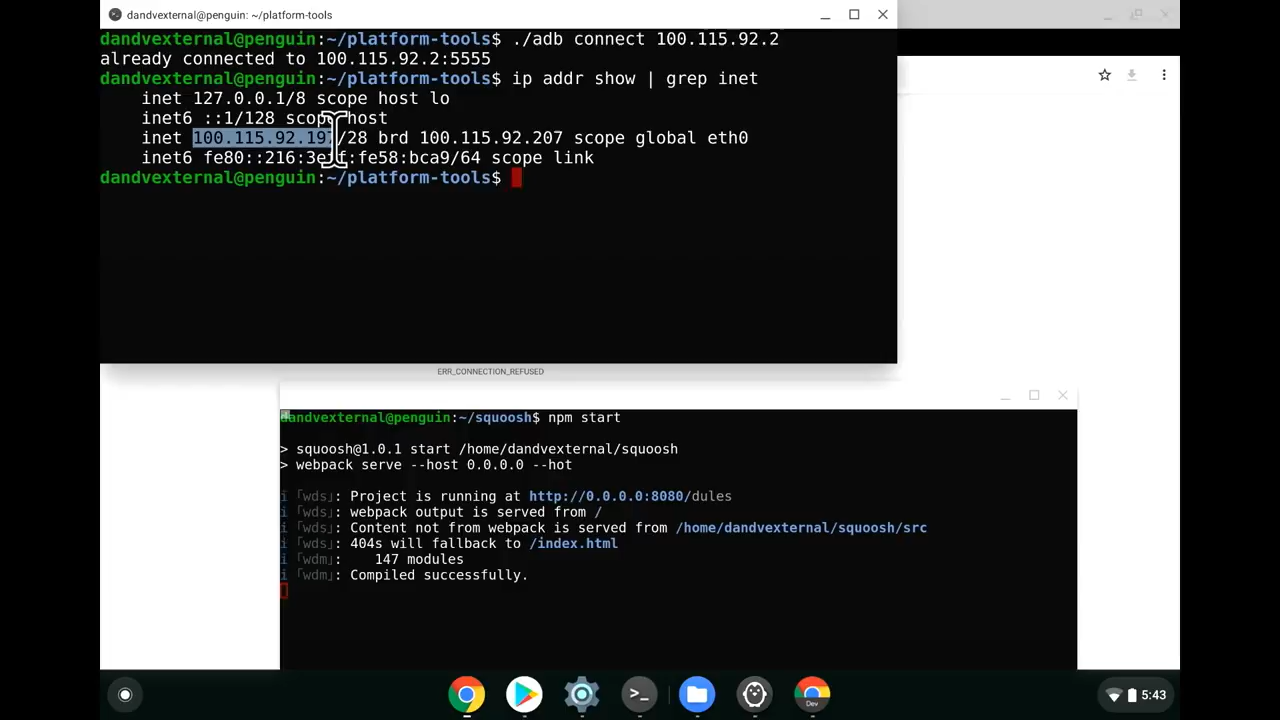 dandvexternal@penguin: ~/platform-tools
dandvexternal@penguin:~/platform-tools$ ./adb connect 100.115.92.2
already connected to 100.115.92.2:5555
dandvexternal@penguin:~/platform-tools$ ip addr show | grep inet
inet 127.0.0.1/8 scope host lo
inet6 ::1/128 scope host
inet 100.115.92.197/28 brd 100.115.92.207 scope global eth0
inet6 fe80::216:3eff:fe58:bca9/64 scope link
dandvexternal@penguin:~/platform-tools$
ERR_CONNECTION_REFUSED
dandvexternal@penguin:~/squoosh$ npm start
> squoosh@1.0.1 start /home/dandvexternal/squoosh
> webpack serve --host 0.0.0.0 --hot
i ｢wds｣: Project is running at http://0.0.0.0:8080/dules
i ｢wds｣: webpack output is served from /
i ｢wds｣: Content not from webpack is served from /home/dandvexternal/squoosh/src
i ｢wds｣: 404s will fallback to /index.html
i ｢wdm｣: 147 modules
i ｢wdm｣: Compiled successfully.
Dev
5:43